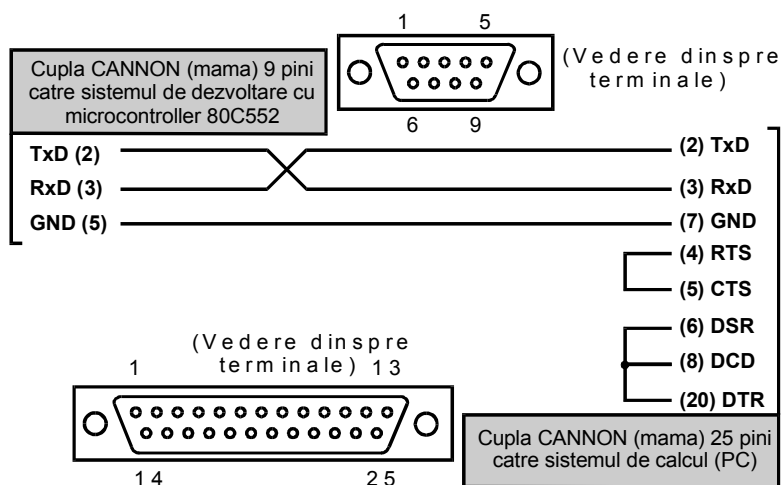 1 5
(Vedere dinspre
terminale)
Cupla CANNON (mama) 9 pini
catre sistemul de dezvoltare cu
microcontroller 80C552
6 9
TxD (2)
(2) TxD
RxD (3)
(3) RxD
GND (5)
(7) GND
(4) RTS
(5) CTS
(6) DSR
(8) DCD
(20) DTR
(Vedere dinspre
terminale)
1 13
14 25
Cupla CANNON (mama) 25 pini
catre sistemul de calcul (PC)